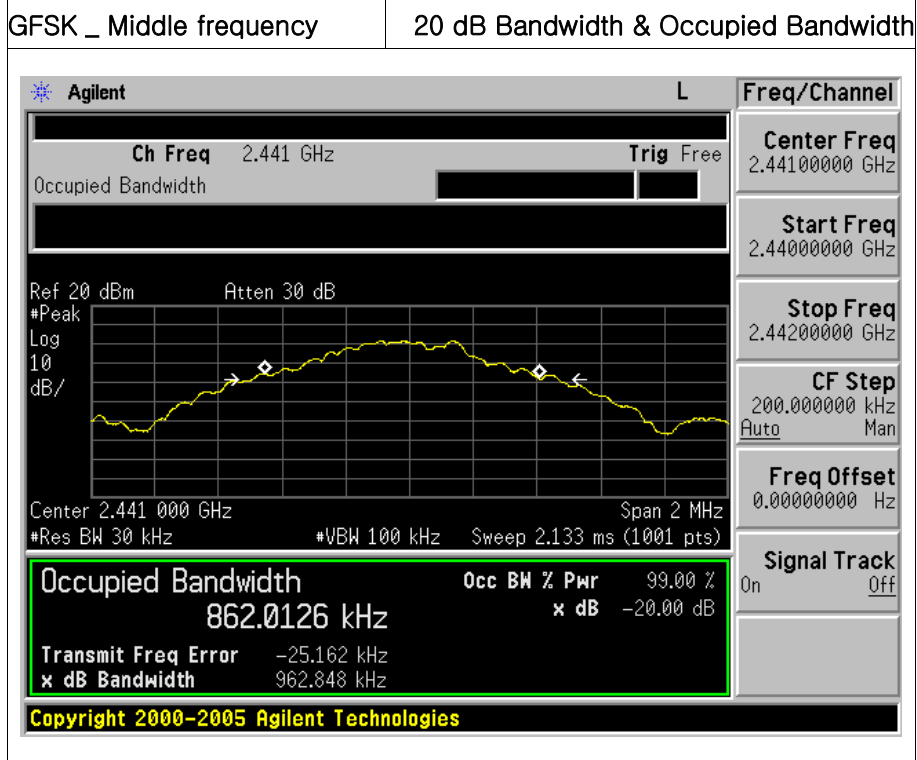 GFSK _ Middle frequency
20 dB Bandwidth & Occupied Bandwidth
Agilent
L
Freq/Channel
Ch Freq 2.441 GHz
Trig Free
Occupied Bandwidth
Center Freq
2.44100000 GHz
Start Freq
2.44000000 GHz
Stop Freq
2.44200000 GHz
CF Step
200.000000 kHz
Auto Man
Freq Offset
0.00000000 Hz
Signal Track
On Off
Ref 20 dBm
Atten 30 dB
#Peak
Log
10
dB/
Center 2.441 000 GHz
Span 2 MHz
#Res BW 30 kHz
#VBW 100 kHz
Sweep 2.133 ms (1001 pts)
Occupied Bandwidth
862.0126 kHz
Occ BW % Pwr 99.00 %
x dB -20.00 dB
Transmit Freq Error -25.162 kHz
x dB Bandwidth 962.848 kHz
Copyright 2000-2005 Agilent Technologies